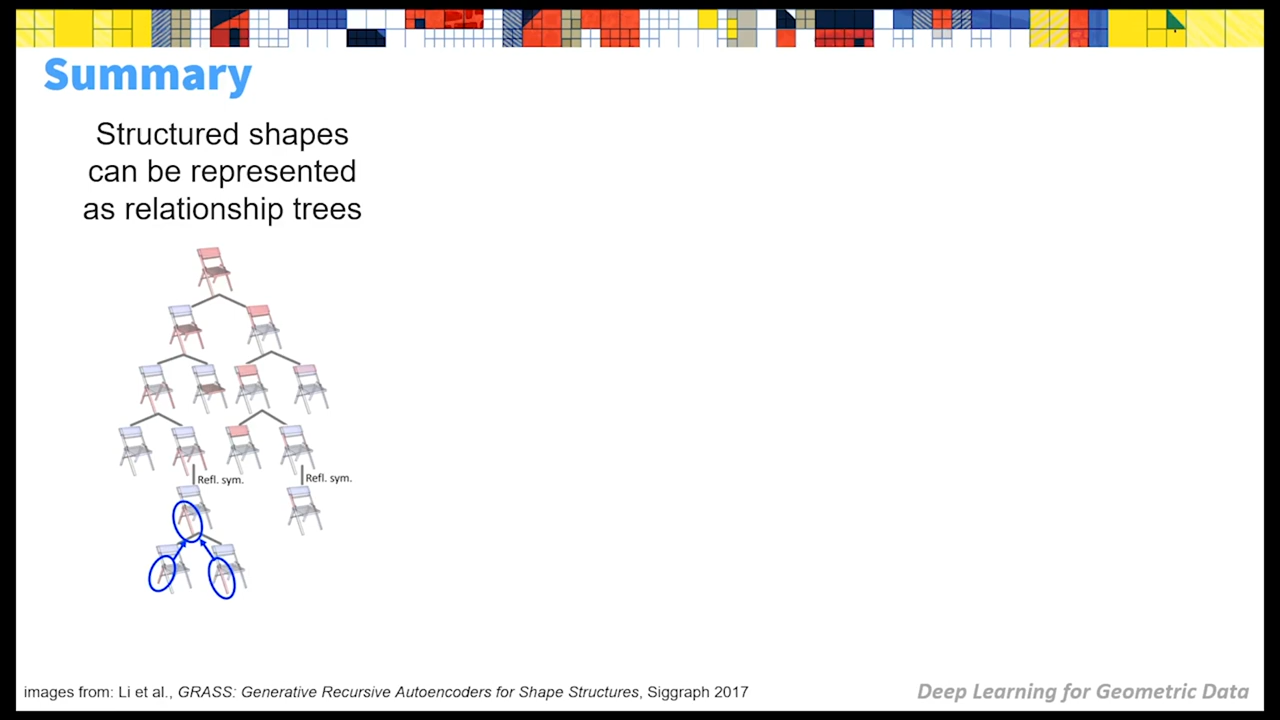 Summary
Structured shapes
can be represented
as relationship trees
Refl. sym.
Refl. sym.
images from: Li et al., GRASS: Generative Recursive Autoencoders for Shape Structures, Siggraph 2017
Deep Learning for Geometric Data